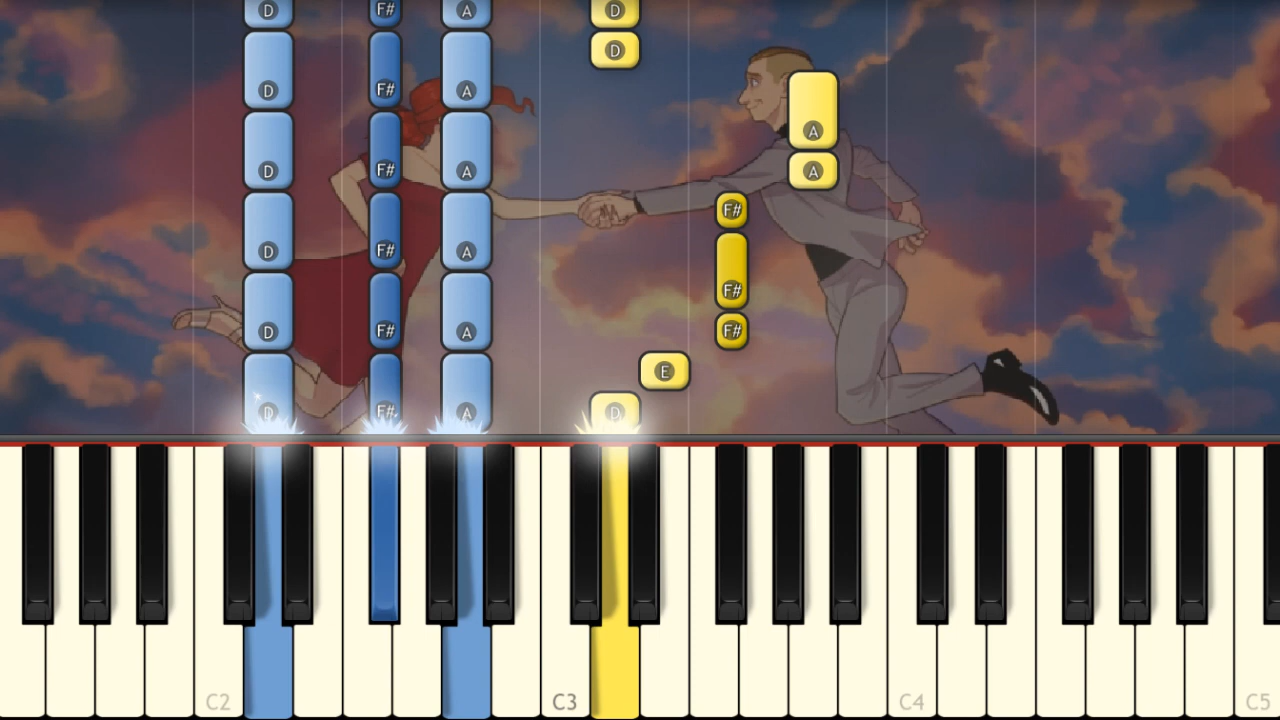 D F# A D
D
D F# A
A
D F# A A
F#
D F# A
F#
D F# A F#
E
D F# A D
C2 C3 C4 C5